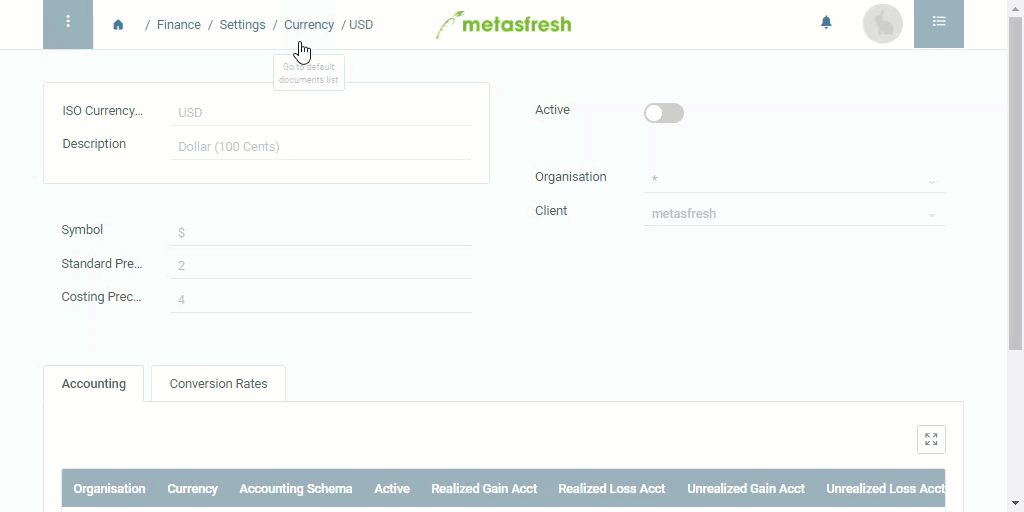 / Finance / Settings / Currency / USD
metasfresh
Go to default
documents list
ISO Currency...
USD
Description
Dollar (100 Cents)
Active
Organisation
*
Client
metasfresh
Symbol
$
Standard Pre...
2
Costing Prec...
4
Accounting
Conversion Rates
Organisation Currency Accounting Schema Active Realized Gain Acct Realized Loss Acct Unrealized Gain Acct Unrealized Loss Acct